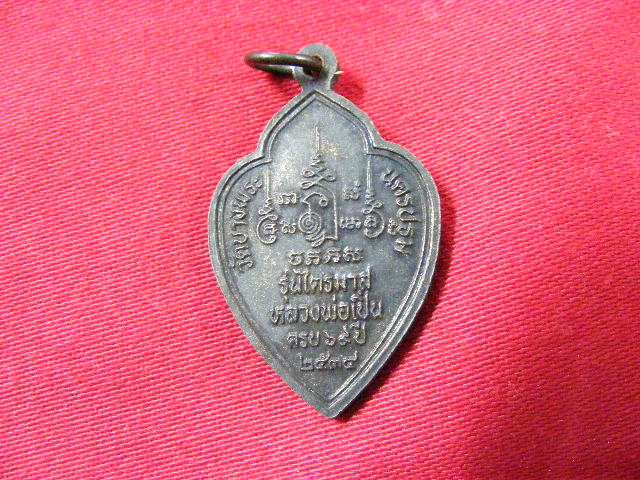 วัดบางพระ
นครปฐม
รุ่นไตรมาส
หลวงพ่อเปิ่น
ครบ ๖๙ ปี
๒๕๓๔